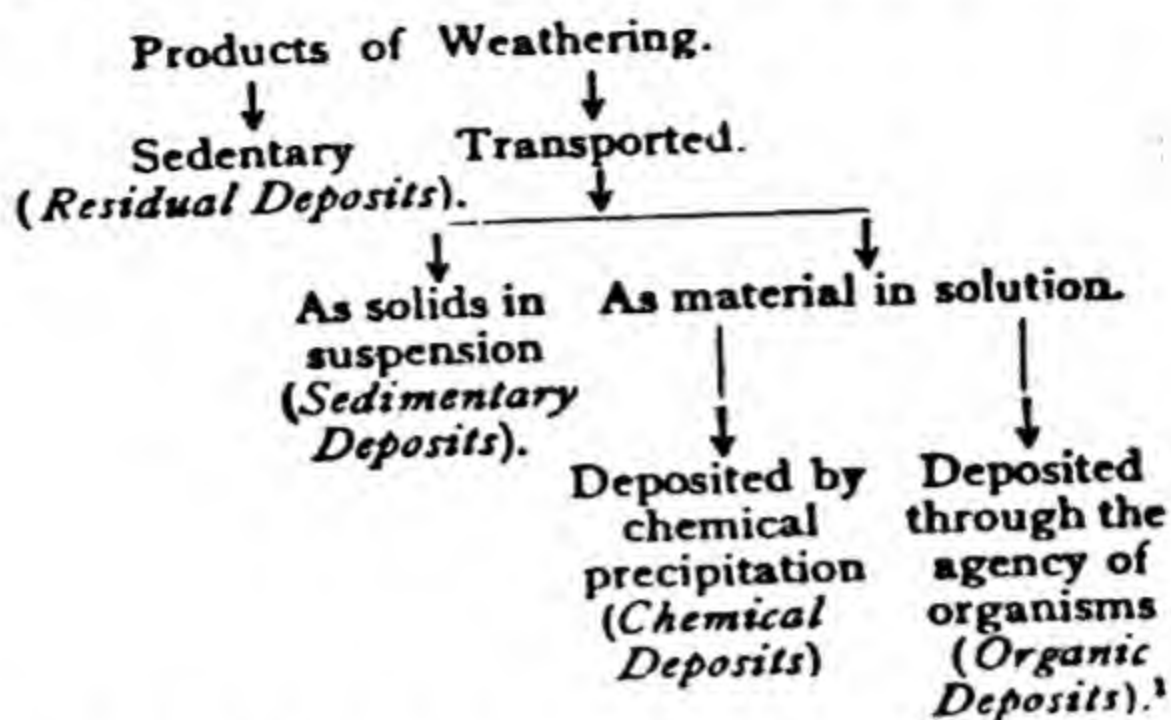 Products of Weathering.
Sedentary
(Residual Deposits).
Transported.
As solids in
suspension
(Sedimentary
Deposits).
As material in solution.
Deposited by
chemical
precipitation
(Chemical
Deposits)
Deposited
through the
agency of
organisms
(Organic
Deposits).¹